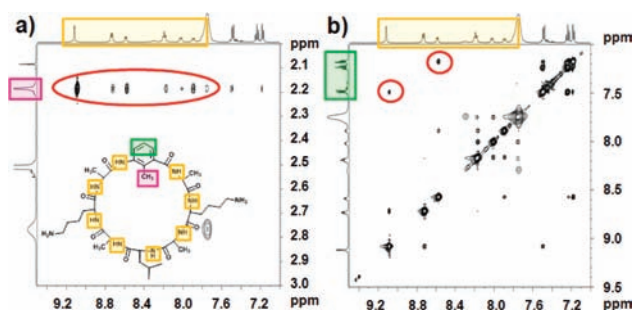 a)
ppm
2.1
2.2
2.3
2.4
2.5
2.6
2.7
2.8
2.9
3.0
9.2 8.8 8.4 8.0 7.6 7.2 ppm
HN
O
H₃C
CH₃
NH
NH₂
H₂N
b)
ppm
7.0
7.5
8.0
8.5
9.0
9.5
9.2 8.8 8.4 8.0 7.6 7.2 ppm